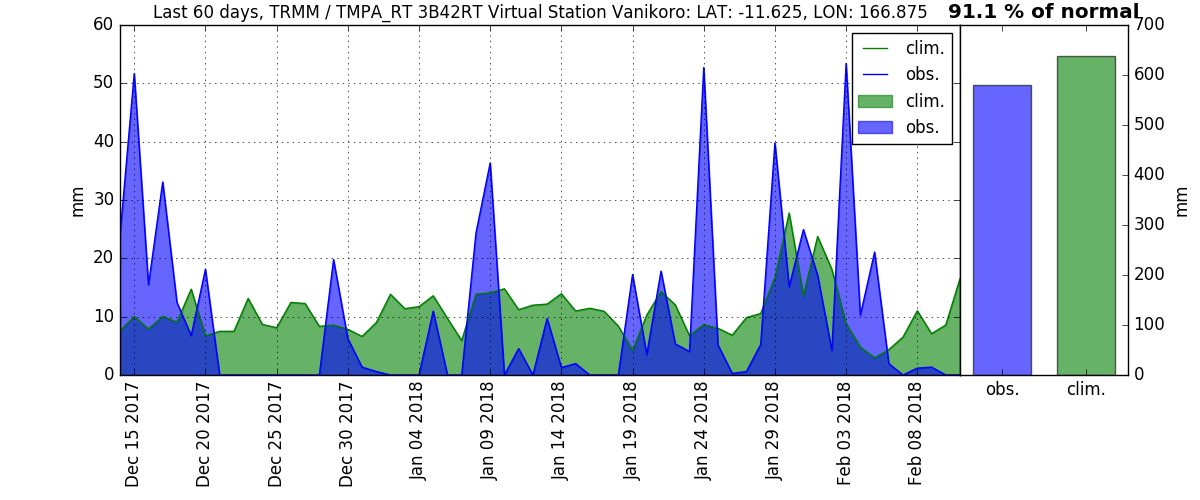 Last 60 days, TRMM / TMPA_RT 3B42RT Virtual Station Vanikoro: LAT: -11.625, LON: 166.875
91.1 % of normal
60
50
40
30
20
10
0
mm
clim.
obs.
clim.
obs.
Dec 15 2017
Dec 20 2017
Dec 25 2017
Dec 30 2017
Jan 04 2018
Jan 09 2018
Jan 14 2018
Jan 19 2018
Jan 24 2018
Jan 29 2018
Feb 03 2018
Feb 08 2018
obs.
clim.
700
600
500
400
300
200
100
0
mm